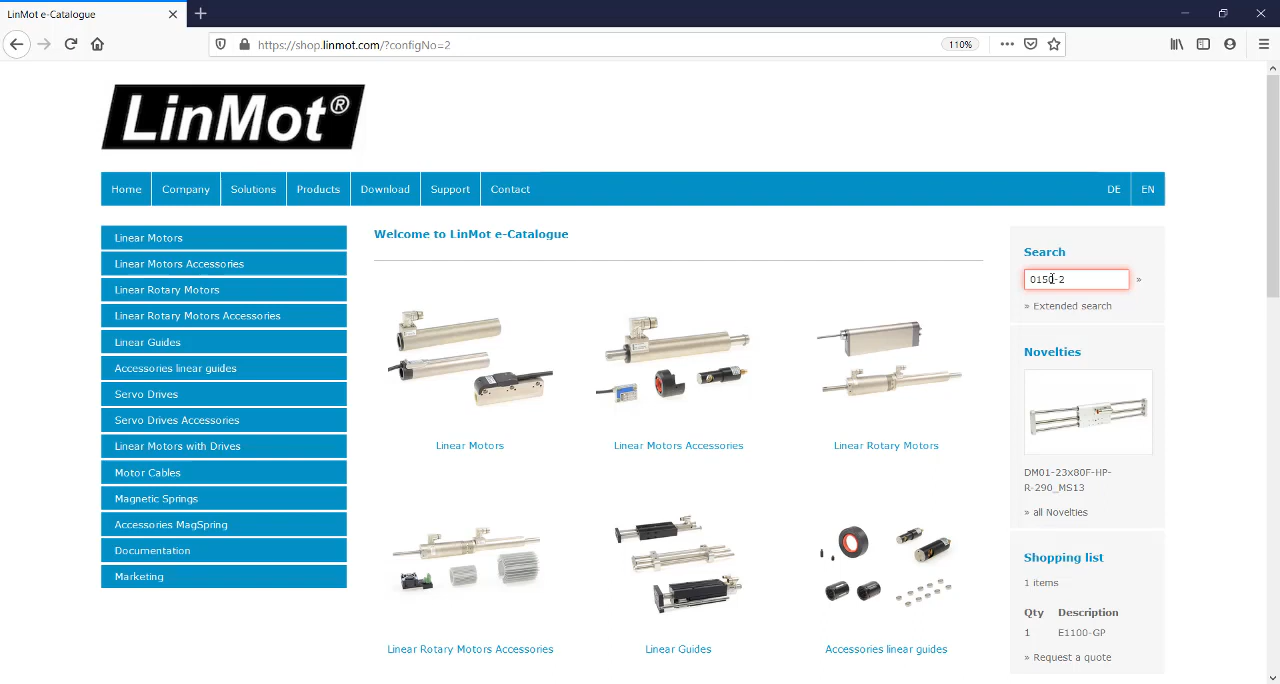 LinMot e-Catalogue
https://shop.linmot.com/?configNo=2
110%
LinMot®
Home
Company
Solutions
Products
Download
Support
Contact
DE
EN
Linear Motors
Linear Motors Accessories
Linear Rotary Motors
Linear Rotary Motors Accessories
Linear Guides
Accessories linear guides
Servo Drives
Servo Drives Accessories
Linear Motors with Drives
Motor Cables
Magnetic Springs
Accessories MagSpring
Documentation
Marketing
Welcome to LinMot e-Catalogue
Linear Motors
Linear Motors Accessories
Linear Rotary Motors
Linear Rotary Motors Accessories
Linear Guides
Accessories linear guides
Search
0150-2 »
» Extended search
Novelties
DM01-23x80F-HP-
R-290_MS13
» all Novelties
Shopping list
1 items
Qty Description
1 E1100-GP
» Request a quote